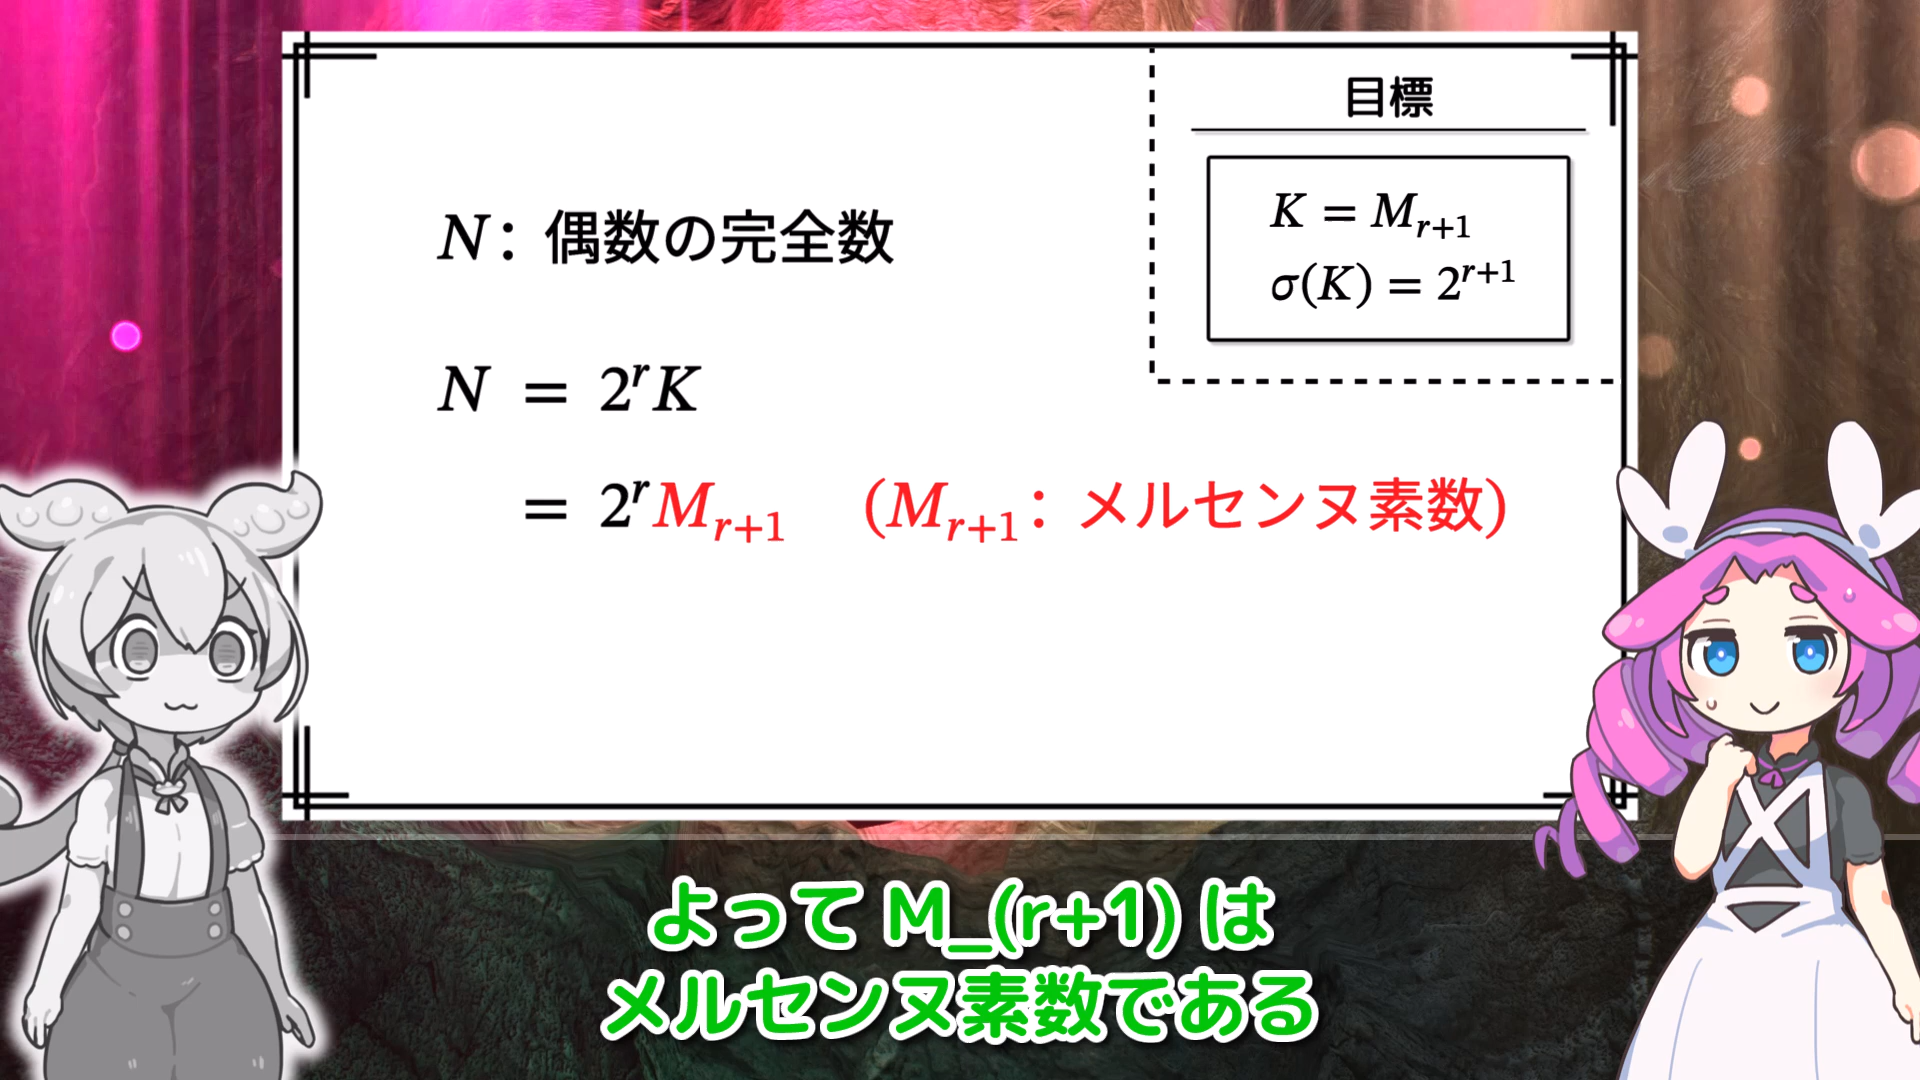 目標
K = M_{r+1}
σ(K) = 2^{r+1}
N：偶数の完全数
N = 2^r K
= 2^r M_{r+1} （M_{r+1}：メルセンヌ素数）
よって M_(r+1) は
メルセンヌ素数である